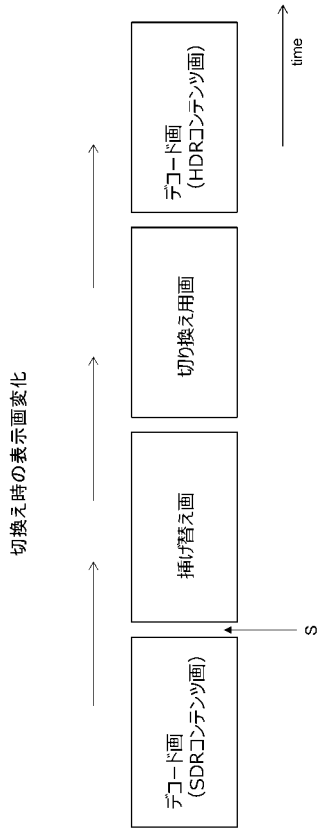 切換え時の表示画変化
デコード画
(SDRコンテンツ画)
挿げ替え画
切り換え用画
デコード画
(HDRコンテンツ画)
S
time